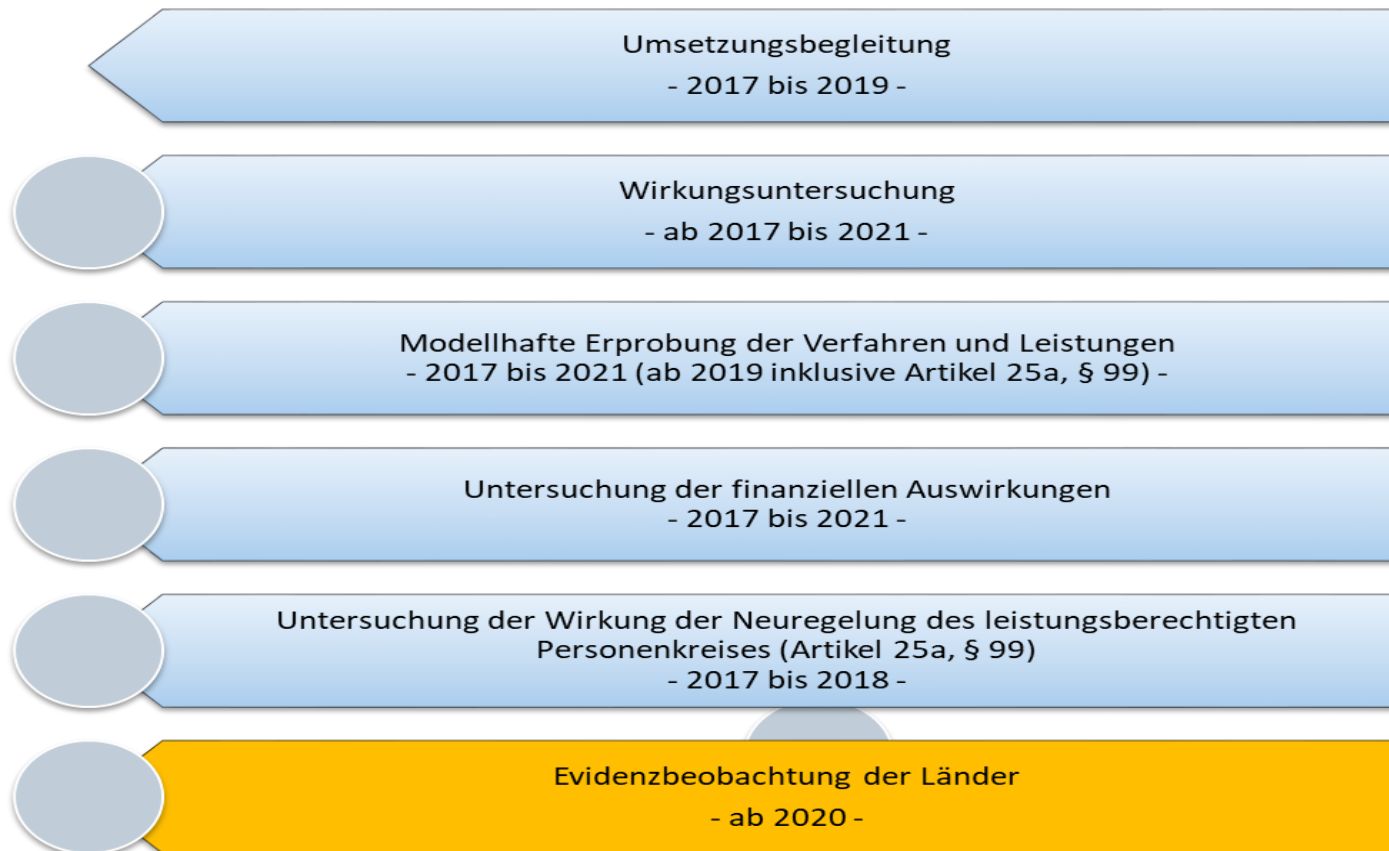 Umsetzungsbegleitung
- 2017 bis 2019 -
Wirkungsuntersuchung
- ab 2017 bis 2021 -
Modellhafte Erprobung der Verfahren und Leistungen
- 2017 bis 2021 (ab 2019 inklusive Artikel 25a, § 99) -
Untersuchung der finanziellen Auswirkungen
- 2017 bis 2021 -
Untersuchung der Wirkung der Neuregelung des leistungsberechtigten
Personenkreises (Artikel 25a, § 99)
- 2017 bis 2018 -
Evidenzbeobachtung der Länder
- ab 2020 -